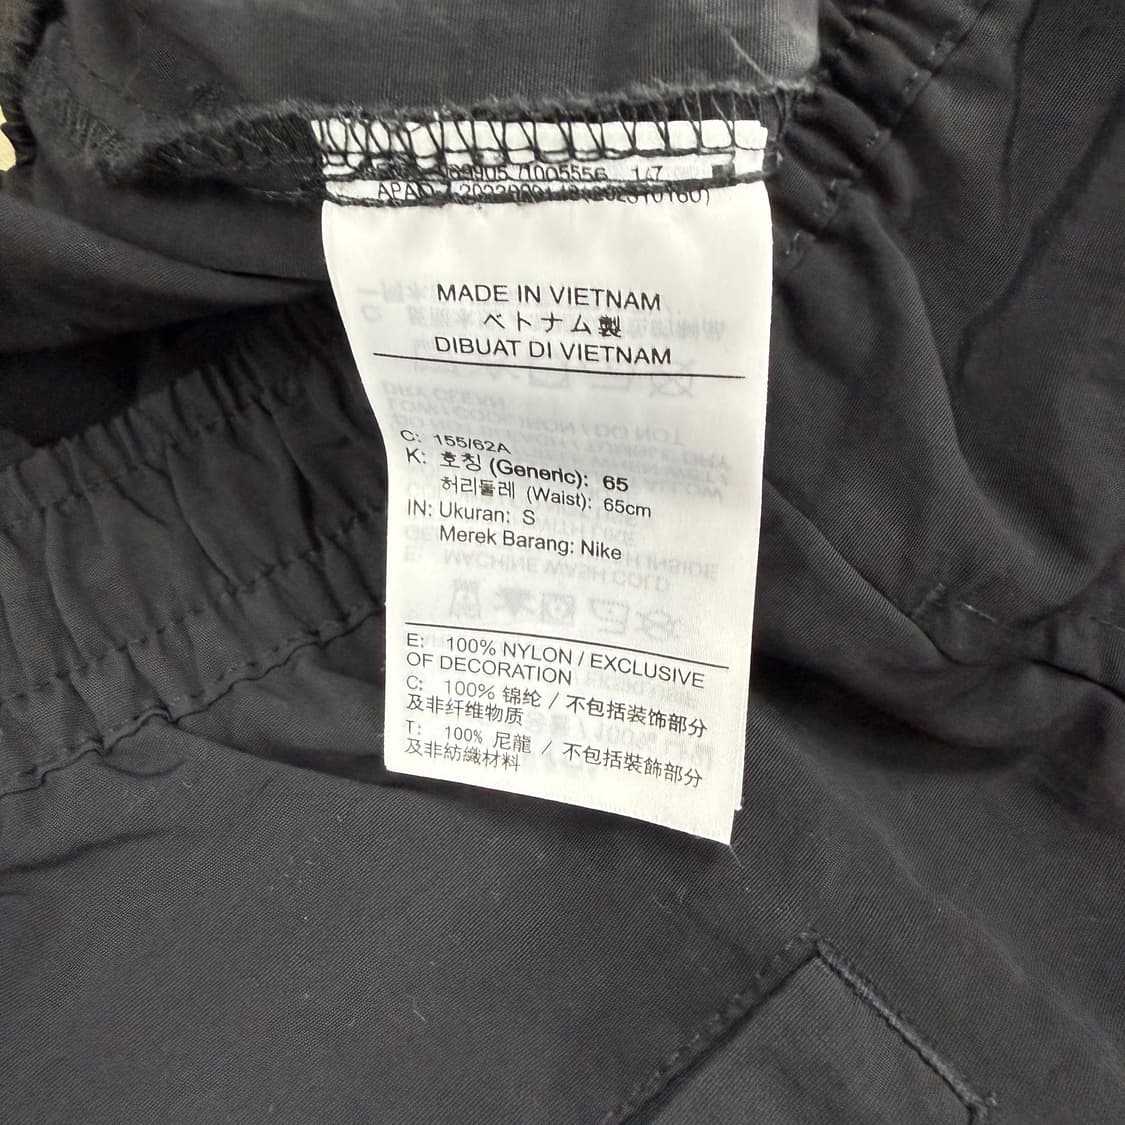 1005556 1/7
MADE IN VIETNAM
ベトナム製
DIBUAT DI VIETNAM
C: 155/62A
K: 호칭 (Generic): 65
허리둘레 (Waist): 65cm
IN: Ukuran: S
Merek Barang: Nike
E: 100% NYLON / EXCLUSIVE
OF DECORATION
C: 100% 锦纶 / 不包括装饰部分
及非纤维物质
T: 100% 尼龍 / 不包括裝飾部分
及非紡織材料